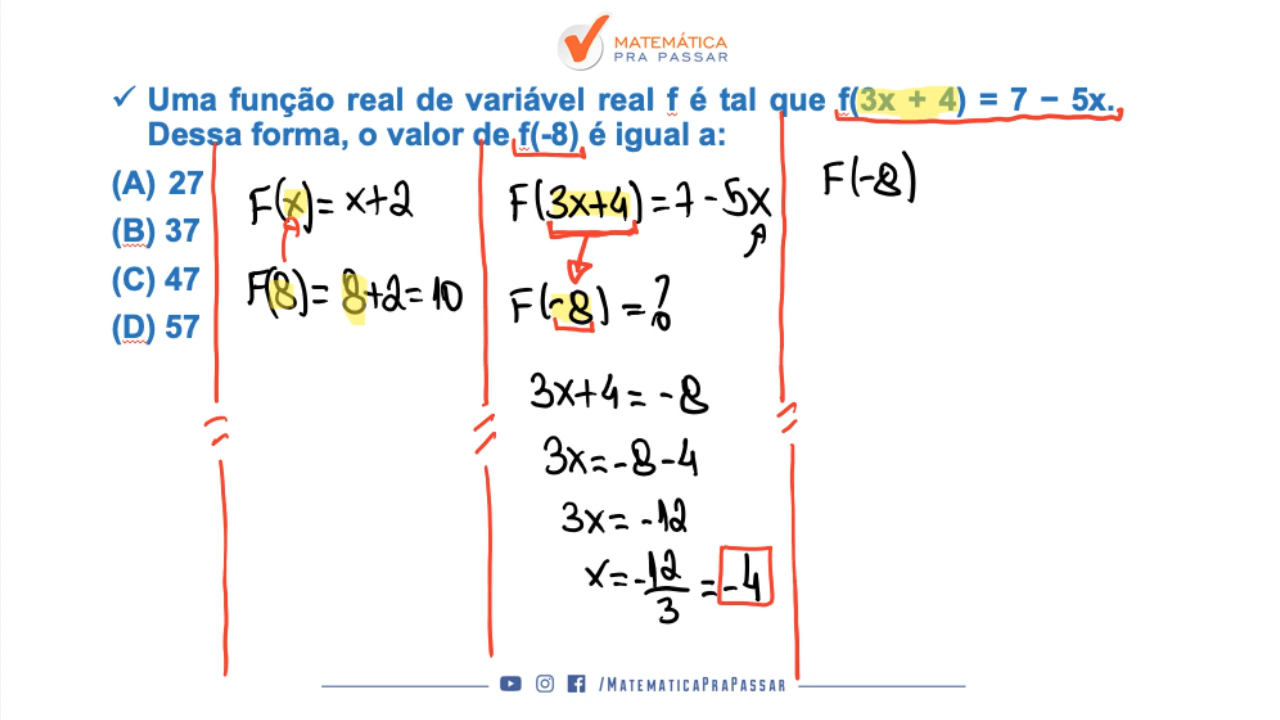 MATEMÁTICA
PRA PASSAR
✓ Uma função real de variável real f é tal que f(3x + 4) = 7 − 5x.
Dessa forma, o valor de f(-8) é igual a:
(A) 27
(B) 37
(C) 47
(D) 57
F(x) = x+2
F(8) = 8+2 = 10
F(3x+4) = 7 - 5x
F(-8) = ?
3x+4 = -8
3x = -8-4
3x = -12
x = -12/3 = -4
F(-8)
/MATEMATICAPRAPASSAR